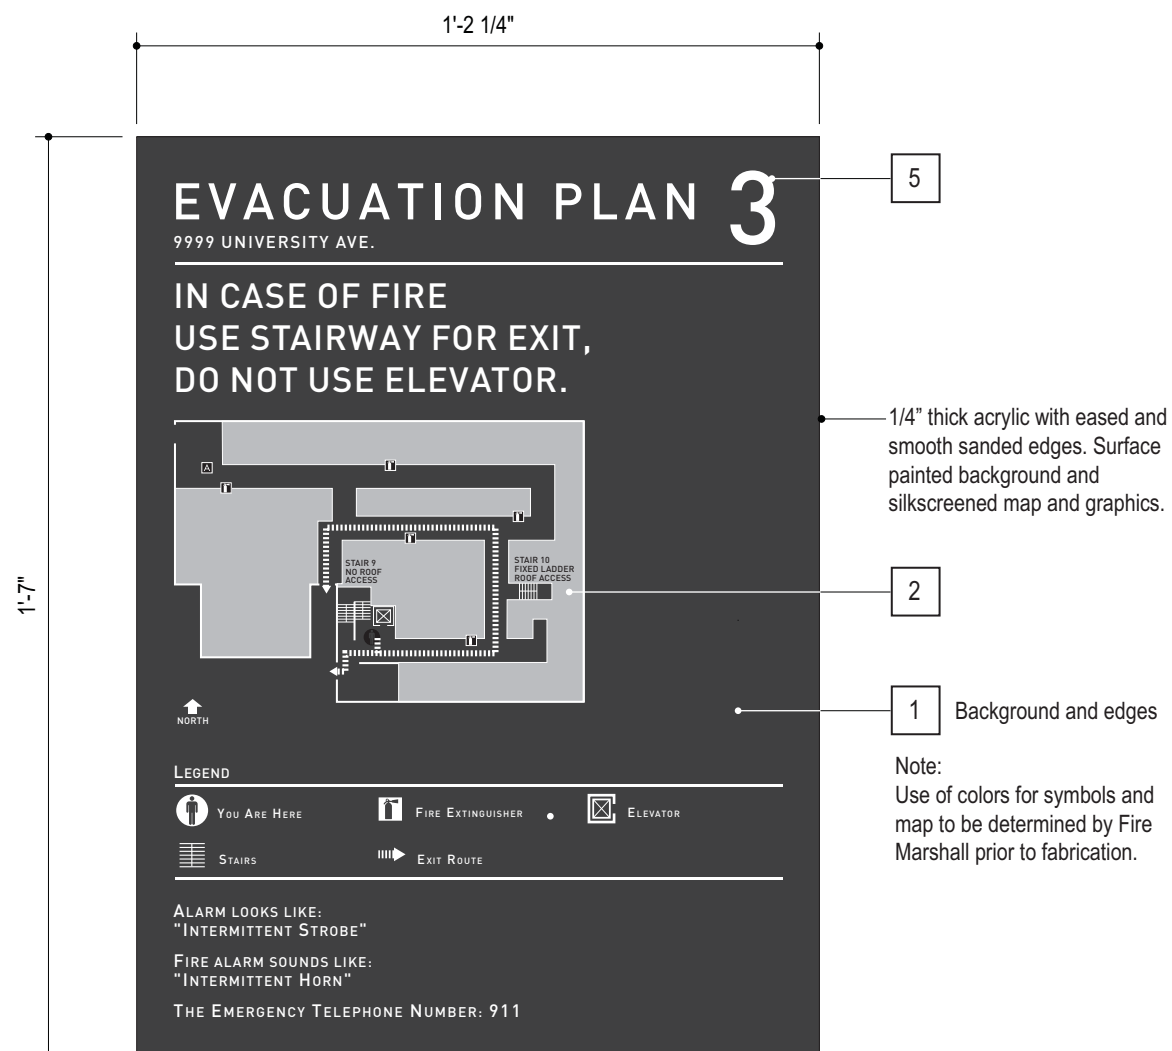 1'-2 1/4"
EVACUATION PLAN 3
5
9999 UNIVERSITY AVE.
IN CASE OF FIRE
USE STAIRWAY FOR EXIT,
DO NOT USE ELEVATOR.
1/4” thick acrylic with eased and
smooth sanded edges. Surface
painted background and
silkscreened map and graphics.
A
STAIR 9
NO ROOF
ACCESS
STAIR 10
FIXED LADDER
ROOF ACCESS
1'-7"
2
NORTH
1
Background and edges
Note:
Use of colors for symbols and
map to be determined by Fire
Marshall prior to fabrication.
LEGEND
YOU ARE HERE
FIRE EXTINGUISHER
ELEVATOR
STAIRS
EXIT ROUTE
ALARM LOOKS LIKE:
"INTERMITTENT STROBE"
FIRE ALARM SOUNDS LIKE:
"INTERMITTENT HORN"
THE EMERGENCY TELEPHONE NUMBER: 911